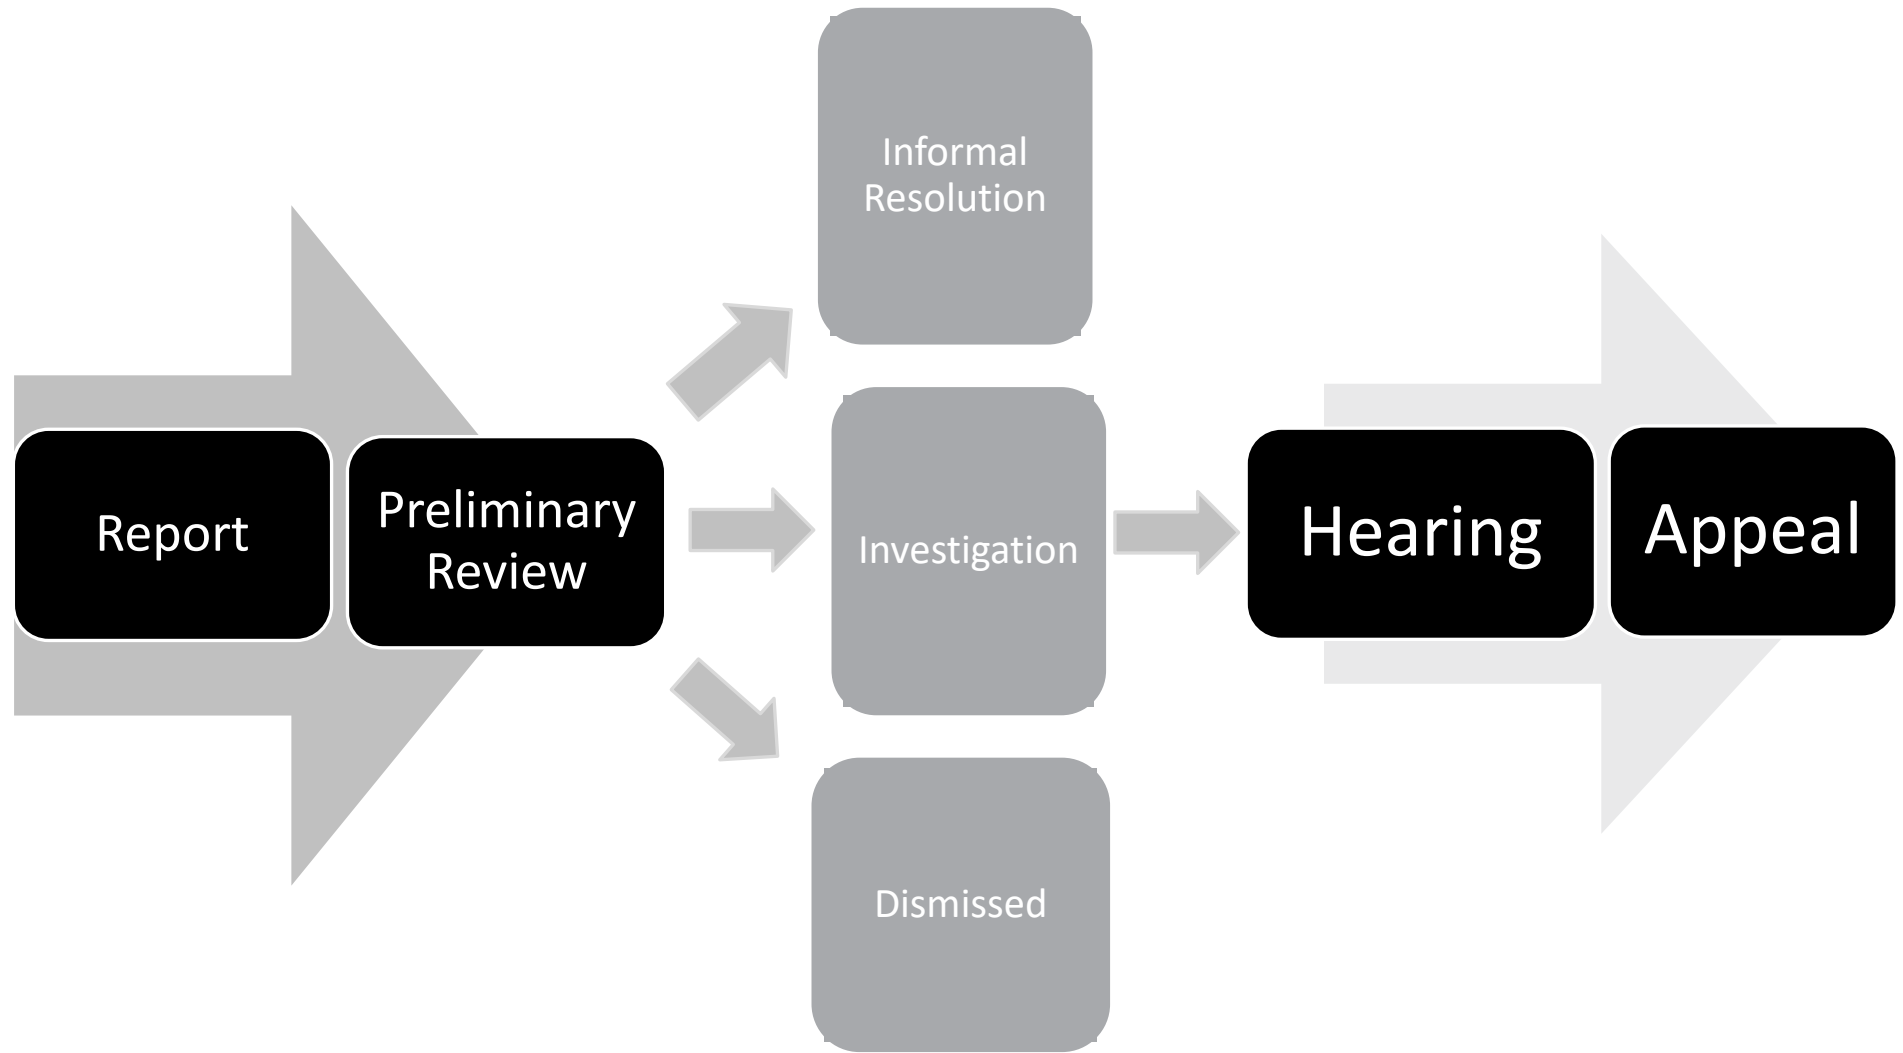 Report
Preliminary
Review
Informal
Resolution
Investigation
Dismissed
Hearing
Appeal